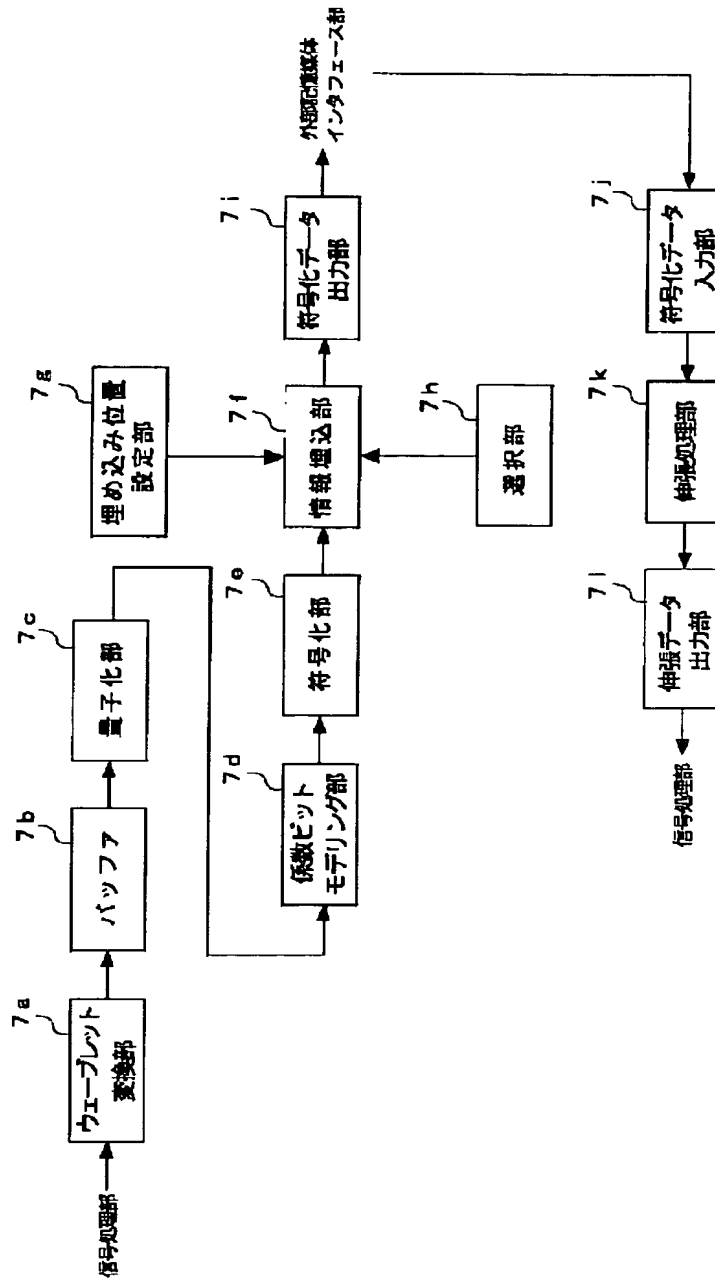 信号処理部
7a
ウェーブレット
変換部
7b
バッファ
7c
量子化部
7d
係数ビット
モデリング部
7e
符号化部
7g
埋め込み位置
設定部
7f
情報埋込部
7h
選択部
7i
符号化データ
出力部
外部記憶媒体
インタフェース部
7j
符号化データ
入力部
7k
伸張処理部
7l
伸張データ
出力部
信号処理部